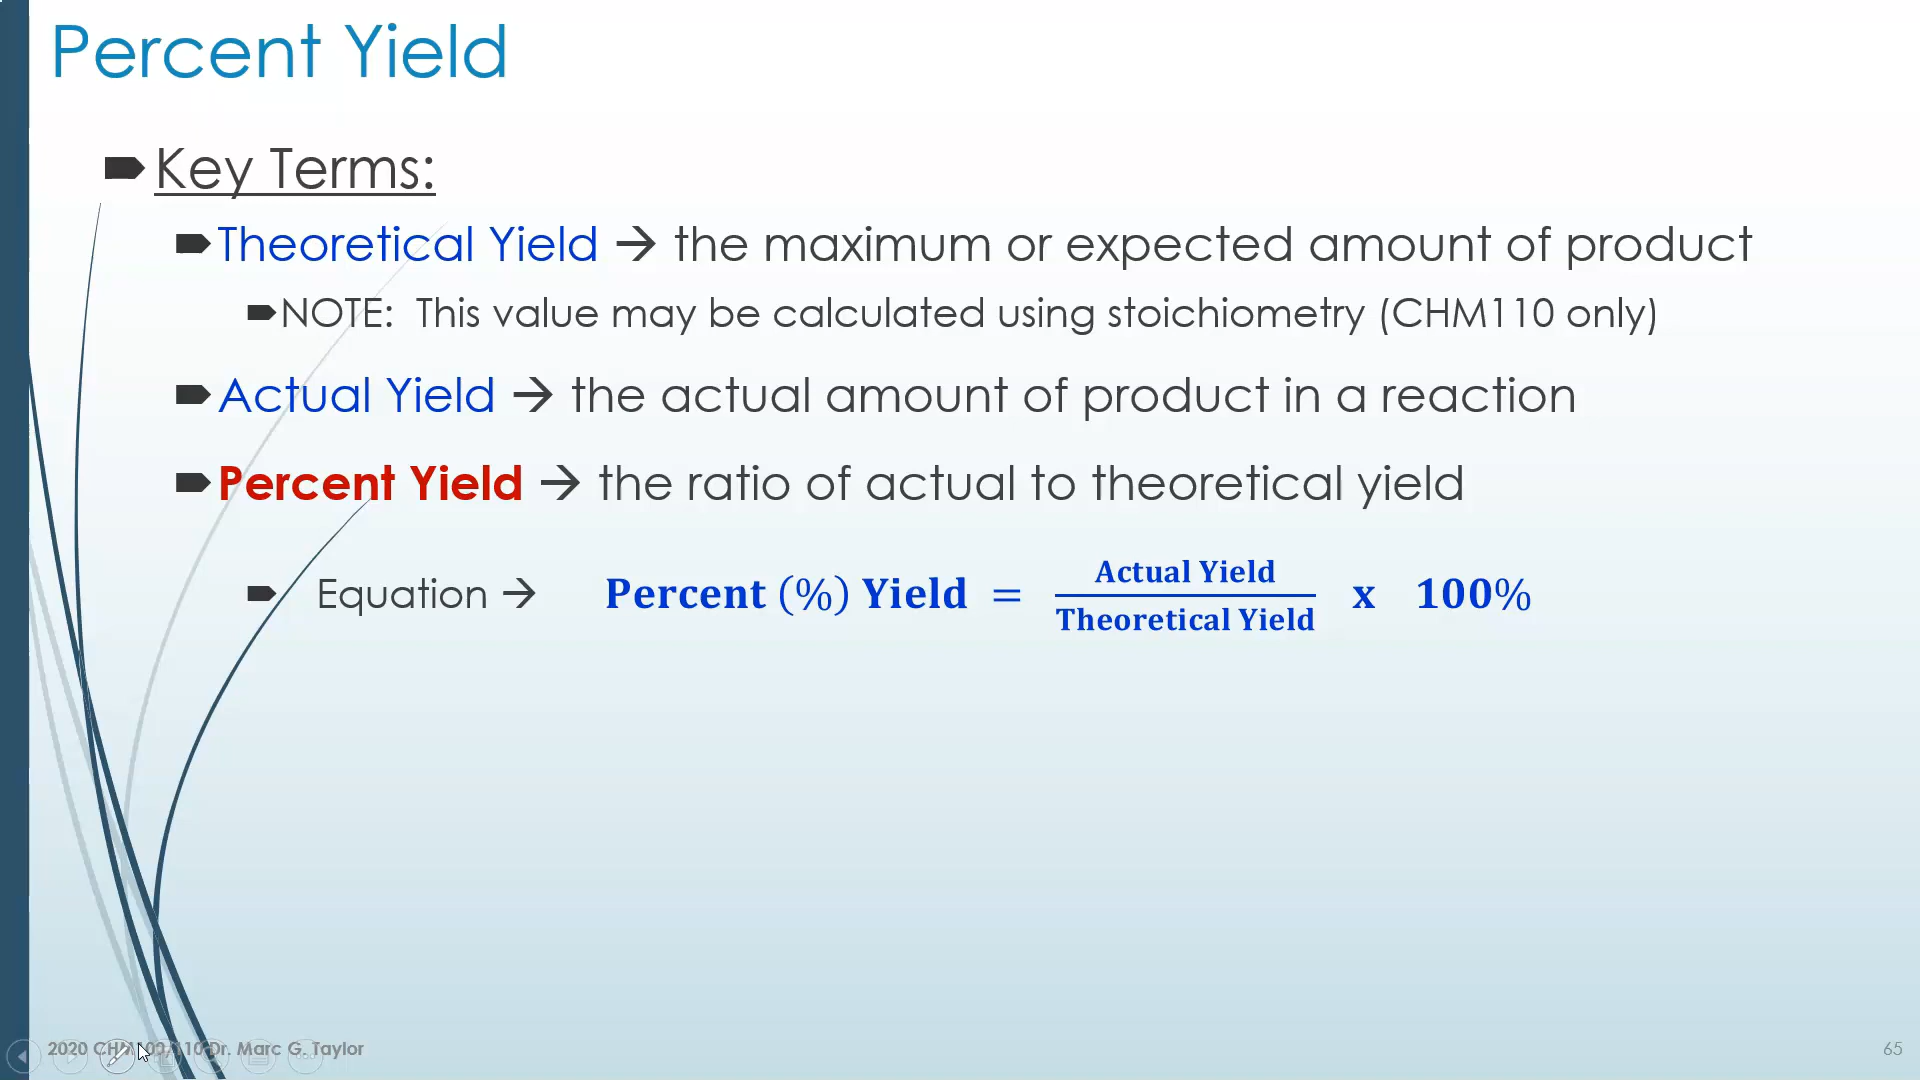 Percent Yield
Key Terms:
Theoretical Yield → the maximum or expected amount of product
NOTE: This value may be calculated using stoichiometry (CHM110 only)
Actual Yield → the actual amount of product in a reaction
Percent Yield → the ratio of actual to theoretical yield
Equation → Percent (%) Yield = Actual Yield / Theoretical Yield x 100%
2020 CHM100/110 Dr. Marc G. Taylor
65